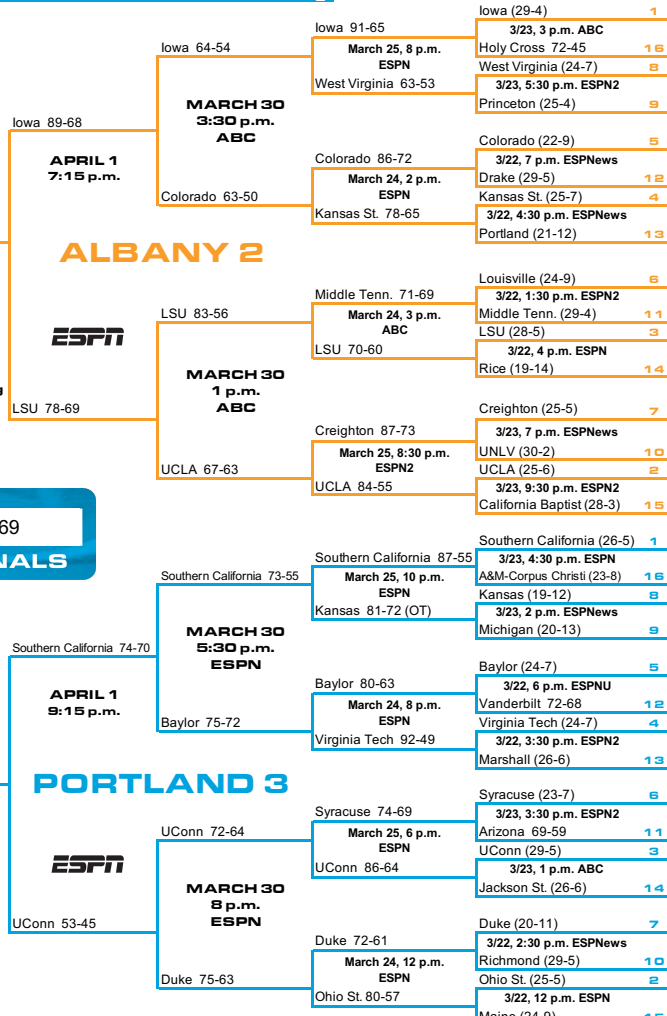 Iowa (29-4) 1
3/23, 3 p.m. ABC
Holy Cross 72-45 16
Iowa 91-65
March 25, 8 p.m.
ESPN
West Virginia 63-53
West Virginia (24-7) 8
3/23, 5:30 p.m. ESPN2
Princeton (25-4) 9
Iowa 64-54
MARCH 30
3:30 p.m.
ABC
Colorado 63-50
Colorado (22-9) 5
3/22, 7 p.m. ESPNews
Drake (29-5) 12
Colorado 86-72
March 24, 2 p.m.
ESPN
Kansas St. 78-65
Kansas St. (25-7) 4
3/22, 4:30 p.m. ESPNews
Portland (21-12) 13
Iowa 89-68
APRIL 1
7:15 p.m.
ALBANY 2
ESPN
LSU 78-69
Louisville (24-9) 6
3/22, 1:30 p.m. ESPN2
Middle Tenn. (29-4) 11
Middle Tenn. 71-69
March 24, 3 p.m.
ABC
LSU 70-60
LSU (28-5) 3
3/22, 4 p.m. ESPN
Rice (19-14) 14
LSU 83-56
MARCH 30
1 p.m.
ABC
UCLA 67-63
Creighton (25-5) 7
3/23, 7 p.m. ESPNews
UNLV (30-2) 10
Creighton 87-73
March 25, 8:30 p.m.
ESPN2
UCLA 84-55
UCLA (25-6) 2
3/23, 9:30 p.m. ESPN2
California Baptist (28-3) 15
69
NALS
Southern California (26-5) 1
3/23, 4:30 p.m. ESPN
A&M-Corpus Christi (23-8) 16
Southern California 87-55
March 25, 10 p.m.
ESPN
Kansas 81-72 (OT)
Kansas (19-12) 8
3/23, 2 p.m. ESPNews
Michigan (20-13) 9
Southern California 73-55
MARCH 30
5:30 p.m.
ESPN
Baylor 75-72
Baylor (24-7) 5
3/22, 6 p.m. ESPNU
Vanderbilt 72-68 12
Baylor 80-63
March 24, 8 p.m.
ESPN
Virginia Tech 92-49
Virginia Tech (24-7) 4
3/22, 3:30 p.m. ESPN2
Marshall (26-6) 13
Southern California 74-70
APRIL 1
9:15 p.m.
PORTLAND 3
ESPN
UConn 53-45
Syracuse (23-7) 6
3/23, 3:30 p.m. ESPN2
Arizona 69-59 11
Syracuse 74-69
March 25, 6 p.m.
ESPN
UConn 86-64
UConn (29-5) 3
3/23, 1 p.m. ABC
Jackson St. (26-6) 14
UConn 72-64
MARCH 30
8 p.m.
ESPN
Duke 75-63
Duke (20-11) 7
3/22, 2:30 p.m. ESPNews
Richmond (29-5) 10
Duke 72-61
March 24, 12 p.m.
ESPN
Ohio St. 80-57
Ohio St. (25-5) 2
3/22, 12 p.m. ESPN
Maine (24-9) 15